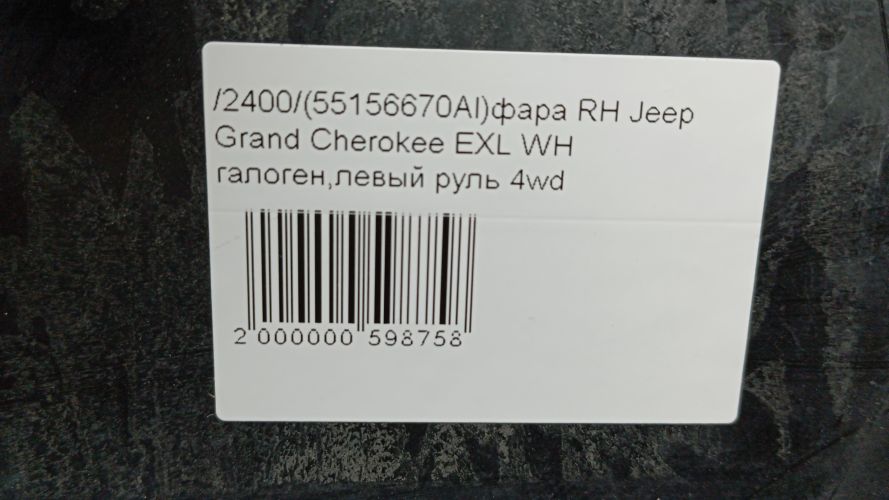 /2400/(55156670AI)фара RH Jeep
Grand Cherokee EXL WH
галоген,левый руль 4wd
2 000000 598758